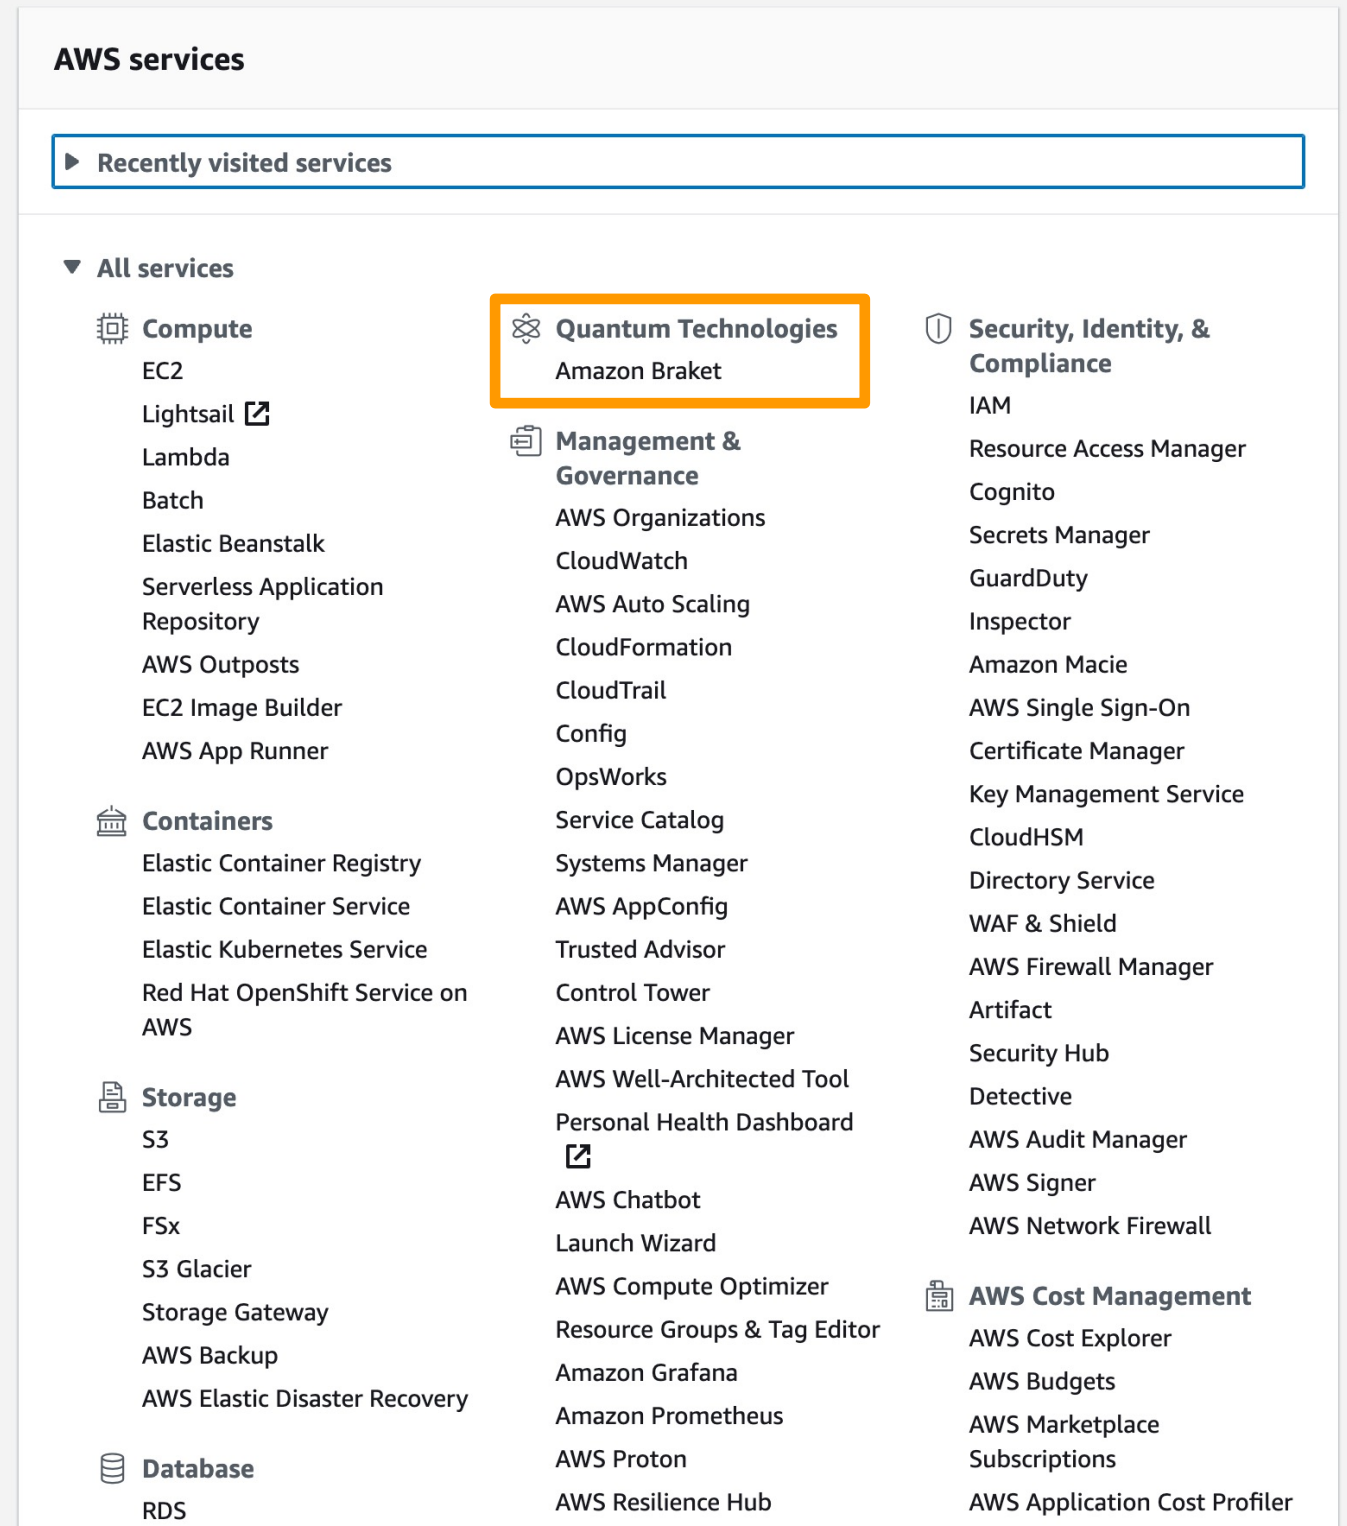 AWS services
Recently visited services
All services
Compute
EC2
Lightsail
Lambda
Batch
Elastic Beanstalk
Serverless Application
Repository
AWS Outposts
EC2 Image Builder
AWS App Runner
Containers
Elastic Container Registry
Elastic Container Service
Elastic Kubernetes Service
Red Hat OpenShift Service on
AWS
Storage
S3
EFS
FSx
S3 Glacier
Storage Gateway
AWS Backup
AWS Elastic Disaster Recovery
Database
RDS
Quantum Technologies
Amazon Braket
Management &
Governance
AWS Organizations
CloudWatch
AWS Auto Scaling
CloudFormation
CloudTrail
Config
OpsWorks
Service Catalog
Systems Manager
AWS AppConfig
Trusted Advisor
Control Tower
AWS License Manager
AWS Well-Architected Tool
Personal Health Dashboard
AWS Chatbot
Launch Wizard
AWS Compute Optimizer
Resource Groups & Tag Editor
Amazon Grafana
Amazon Prometheus
AWS Proton
AWS Resilience Hub
Security, Identity, &
Compliance
IAM
Resource Access Manager
Cognito
Secrets Manager
GuardDuty
Inspector
Amazon Macie
AWS Single Sign-On
Certificate Manager
Key Management Service
CloudHSM
Directory Service
WAF & Shield
AWS Firewall Manager
Artifact
Security Hub
Detective
AWS Audit Manager
AWS Signer
AWS Network Firewall
AWS Cost Management
AWS Cost Explorer
AWS Budgets
AWS Marketplace
Subscriptions
AWS Application Cost Profiler